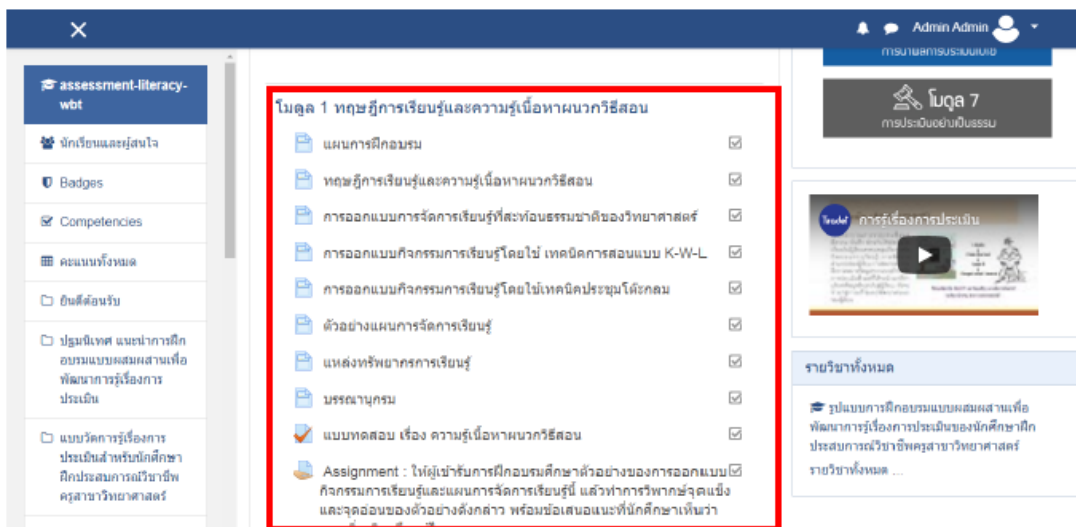 Admin Admin
assessment-literacy-
wbt
นักเรียนและผู้สนใจ
Badges
Competencies
คะแนนทั้งหมด
ยินดีต้อนรับ
ปฐมนิเทศ แนะนำการฝึก
อบรมแบบผสมผสานเพื่อ
พัฒนาการรู้เรื่องการ
ประเมิน
แบบวัดการรู้เรื่องการ
ประเมินสำหรับนักศึกษา
ฝึกประสบการณ์วิชาชีพ
ครูสาขาวิทยาศาสตร์
โมดูล 1 ทฤษฎีการเรียนรู้และความรู้เนื้อหาผนวกวิธีสอน
แผนการฝึกอบรม
ทฤษฎีการเรียนรู้และความรู้เนื้อหาผนวกวิธีสอน
การออกแบบการจัดการเรียนรู้ที่สะท้อนธรรมชาติของวิทยาศาสตร์
การออกแบบกิจกรรมการเรียนรู้โดยใช้ เทคนิคการสอนแบบ K-W-L
การออกแบบกิจกรรมการเรียนรู้โดยใช้เทคนิคประชุมโต๊ะกลม
ตัวอย่างแผนการจัดการเรียนรู้
แหล่งทรัพยากรการเรียนรู้
บรรณานุกรม
แบบทดสอบ เรื่อง ความรู้เนื้อหาผนวกวิธีสอน
Assignment : ให้ผู้เข้ารับการฝึกอบรมศึกษาตัวอย่างของการออกแบบ
กิจกรรมการเรียนรู้และแผนการจัดการเรียนรู้นี้ แล้วทำการวิพากษ์จุดแข็ง
และจุดอ่อนของตัวอย่างดังกล่าว พร้อมข้อเสนอแนะที่นักศึกษาเห็นว่า
การนำผลการประเมินไปใช้
โมดูล 7
การประเมินอย่างเป็นธรรม
การรู้เรื่องการประเมิน
รายวิชาทั้งหมด
รูปแบบการฝึกอบรมแบบผสมผสานเพื่อ
พัฒนาการรู้เรื่องการประเมินของนักศึกษาฝึก
ประสบการณ์วิชาชีพครูสาขาวิทยาศาสตร์
รายวิชาทั้งหมด ...